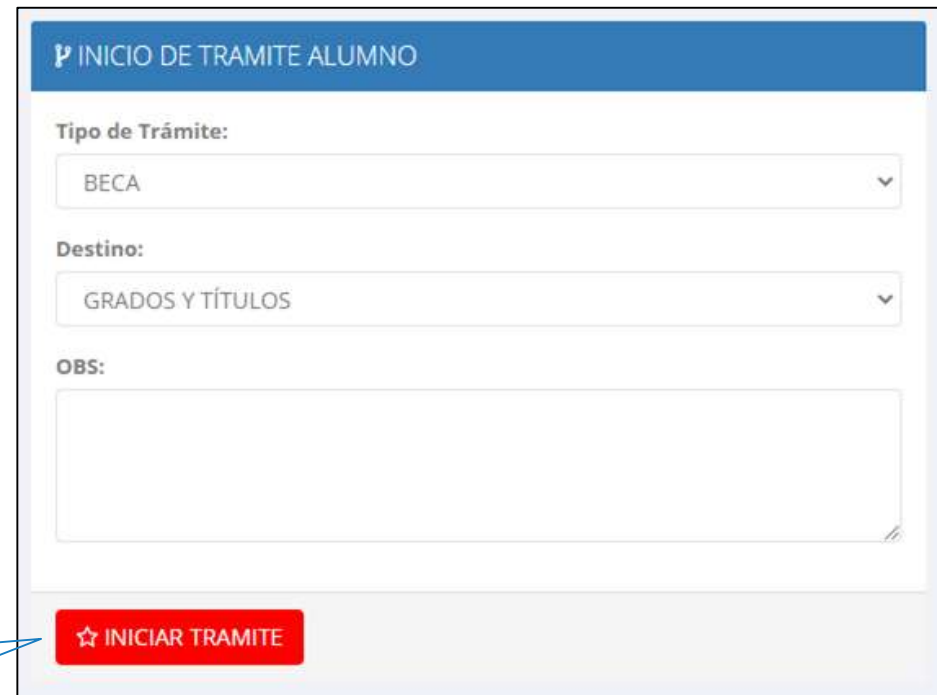 INICIO DE TRAMITE ALUMNO
Tipo de Trámite:
BECA
Destino:
GRADOS Y TÍTULOS
OBS:
INICIAR TRAMITE